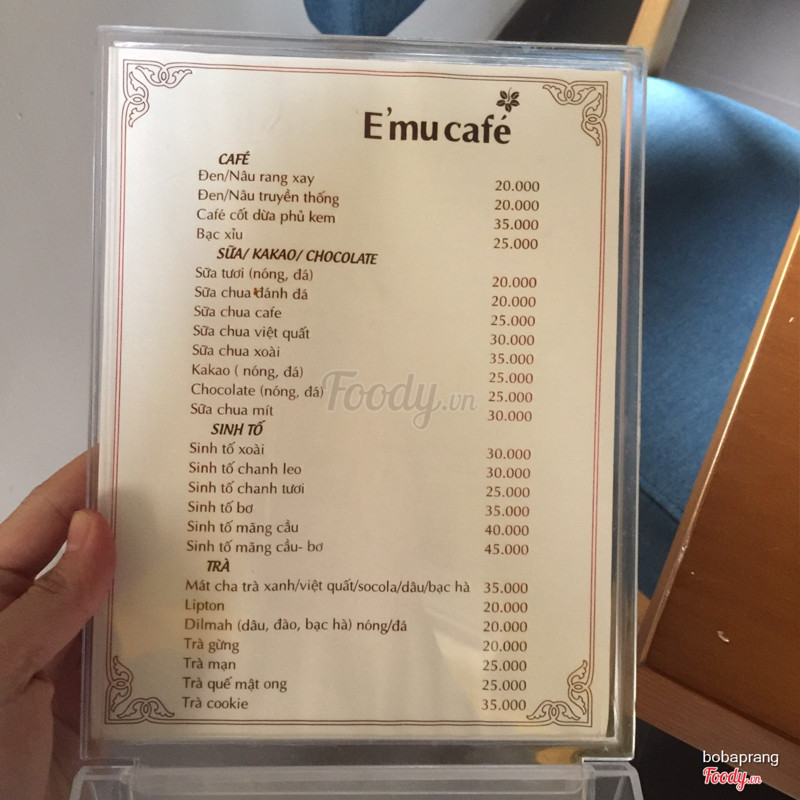 E'mu café
CAFÉ
Đen/Nâu rang xay 20.000
Đen/Nâu truyền thống 20.000
Café cốt dừa phủ kem 35.000
Bạc xỉu 25.000
SỮA/ KAKAO/ CHOCOLATE
Sữa tươi (nóng, đá) 20.000
Sữa chua đánh đá 20.000
Sữa chua cafe 25.000
Sữa chua việt quất 30.000
Sữa chua xoài 35.000
Kakao ( nóng, đá) 25.000
Chocolate (nóng, đá) 25.000
Sữa chua mít 30.000
SINH TỐ
Sinh tố xoài 30.000
Sinh tố chanh leo 30.000
Sinh tố chanh tươi 25.000
Sinh tố bơ 35.000
Sinh tố mãng cầu 40.000
Sinh tố mãng cầu- bơ 45.000
TRÀ
Mát cha trà xanh/việt quất/socola/dâu/bạc hà 35.000
Lipton 20.000
Dilmah (dâu, đào, bạc hà) nóng/đá 20.000
Trà gừng 20.000
Trà mạn 25.000
Trà quế mật ong 25.000
Trà cookie 35.000
Foody.vn
bobaprang
Foody.vn